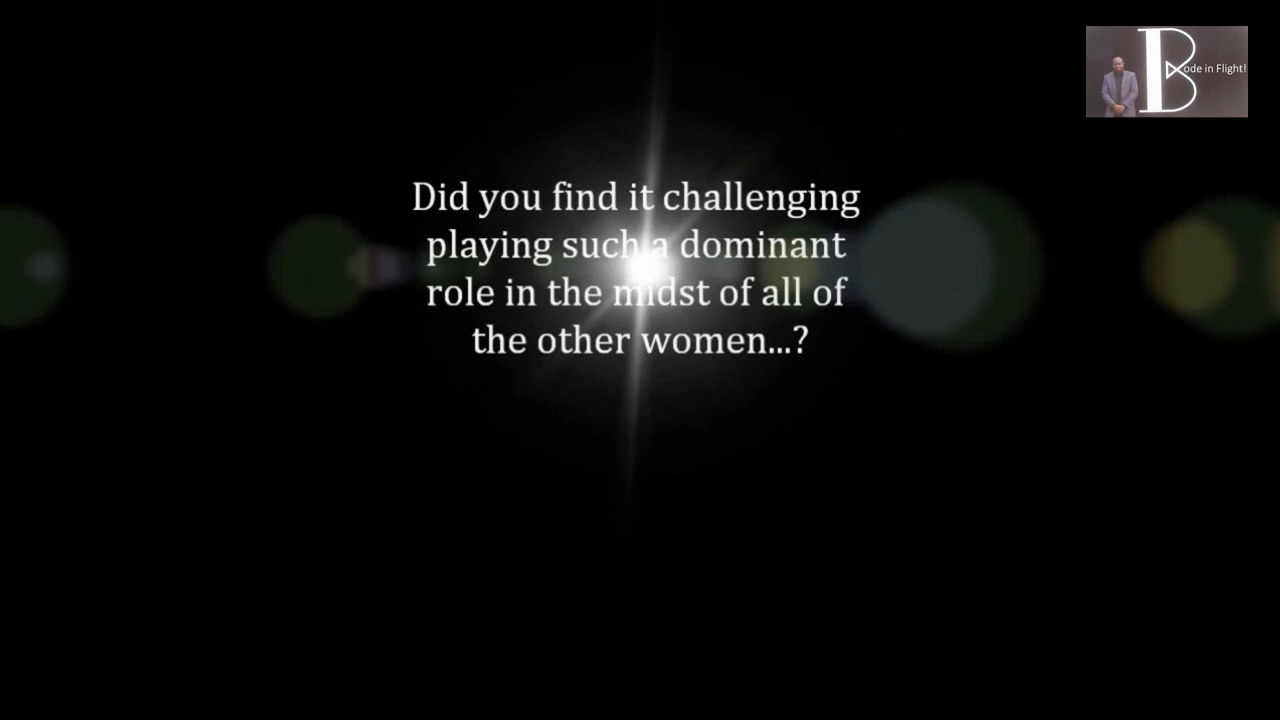 Did you find it challenging
playing such a dominant
role in the midst of all of
the other women...?
B
ode in Flight!